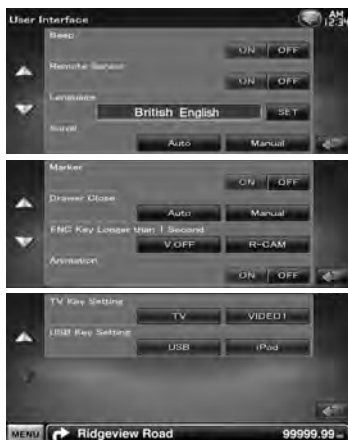 User Interface
AM
12:34
Beep
ON OFF
Remote Sensor
ON OFF
Language
British English SET
Scroll
Auto Manual
Marker
ON OFF
Drawer Close
Auto Manual
FNC Key Longer than 1 Second
V.OFF R-CAM
Animation
ON OFF
TV Key Setting
TV VIDEO1
USB Key Setting
USB iPod
MENU Ridgeview Road 99999.99